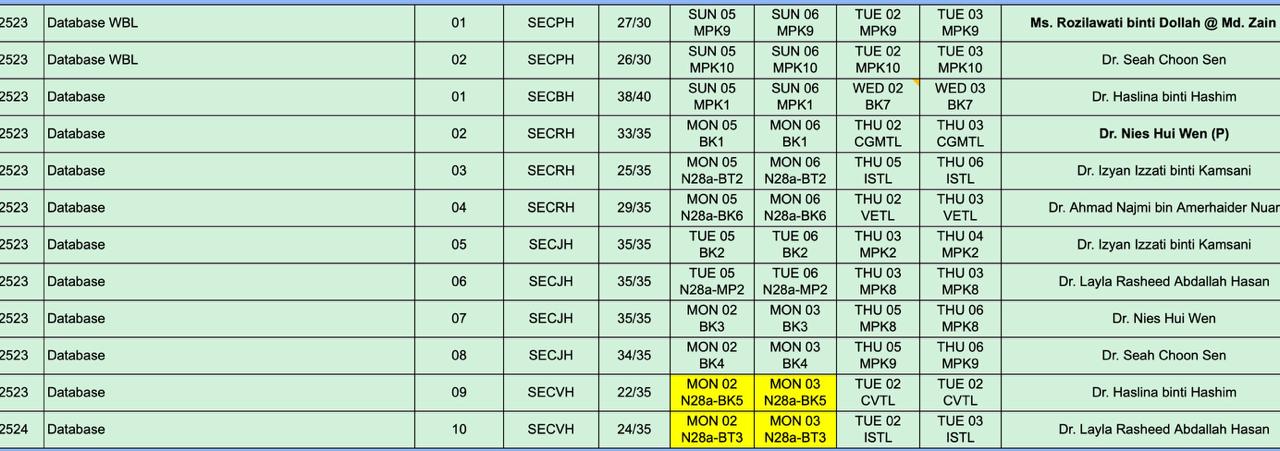 2523 Database WBL 01 SECPH 27/30 SUN 05 MPK9 SUN 06 MPK9 TUE 02 MPK9 TUE 03 MPK9 Ms. Rozilawati binti Dollah @ Md. Zain
2523 Database WBL 02 SECPH 26/30 SUN 05 MPK10 SUN 06 MPK10 TUE 02 MPK10 TUE 03 MPK10 Dr. Seah Choon Sen
2523 Database 01 SECBH 38/40 SUN 05 MPK1 SUN 06 MPK1 WED 02 BK7 WED 03 BK7 Dr. Haslina binti Hashim
2523 Database 02 SECRH 33/35 MON 05 BK1 MON 06 BK1 THU 02 CGMTL THU 03 CGMTL Dr. Nies Hui Wen (P)
2523 Database 03 SECRH 25/35 MON 05 N28a-BT2 MON 06 N28a-BT2 THU 05 ISTL THU 06 ISTL Dr. Izyan Izzati binti Kamsani
2523 Database 04 SECRH 29/35 MON 05 N28a-BK6 MON 06 N28a-BK6 THU 02 VETL THU 03 VETL Dr. Ahmad Najmi bin Amerhaider Nuar
2523 Database 05 SECJH 35/35 TUE 05 BK2 TUE 06 BK2 THU 03 MPK2 THU 04 MPK2 Dr. Izyan Izzati binti Kamsani
2523 Database 06 SECJH 35/35 TUE 05 N28a-MP2 TUE 06 N28a-MP2 THU 03 MPK8 THU 03 MPK8 Dr. Layla Rasheed Abdallah Hasan
2523 Database 07 SECJH 35/35 MON 02 BK3 MON 03 BK3 THU 05 MPK8 THU 06 MPK8 Dr. Nies Hui Wen
2523 Database 08 SECJH 34/35 MON 02 BK4 MON 03 BK4 THU 05 MPK9 THU 06 MPK9 Dr. Seah Choon Sen
2523 Database 09 SECVH 22/35 MON 02 N28a-BK5 MON 03 N28a-BK5 TUE 02 CVTL TUE 02 CVTL Dr. Haslina binti Hashim
2524 Database 10 SECVH 24/35 MON 02 N28a-BT3 MON 03 N28a-BT3 TUE 02 ISTL TUE 03 ISTL Dr. Layla Rasheed Abdallah Hasan